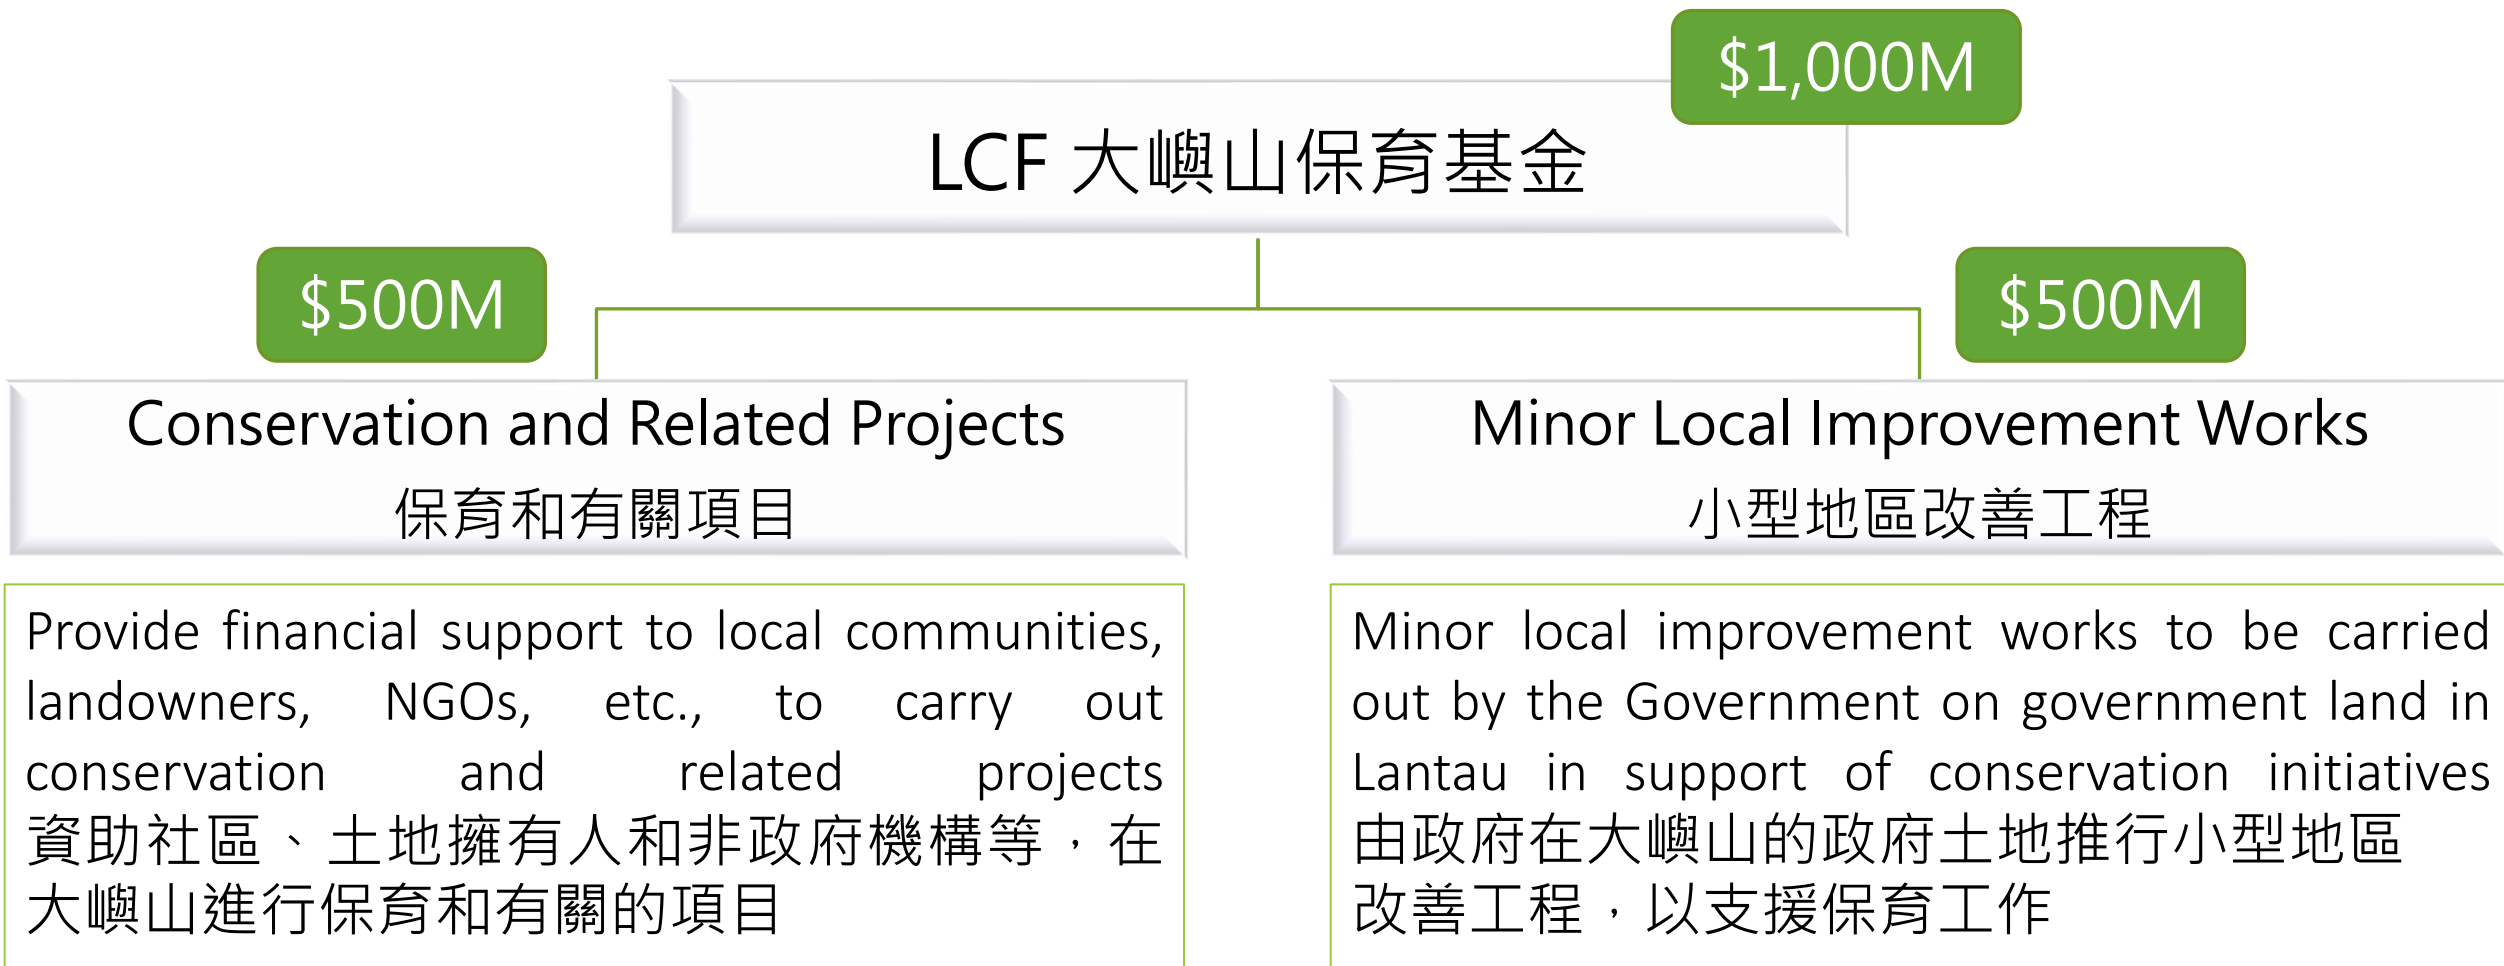 $1,000M
LCF 大嶼山保育基金
$500M
$500M
Conservation and Related Projects
保育和有關項目
Minor Local Improvement Works
小型地區改善工程
Provide financial support to local communities,
landowners, NGOs, etc., to carry out
conservation and related projects
資助社區、土地擁有人和非政府機構等，在
大嶼山進行保育和有關的項目
Minor local improvement works to be carried
out by the Government on government land in
Lantau in support of conservation initiatives
由政府在大嶼山的政府土地推行小型地區
改善工程，以支援保育工作